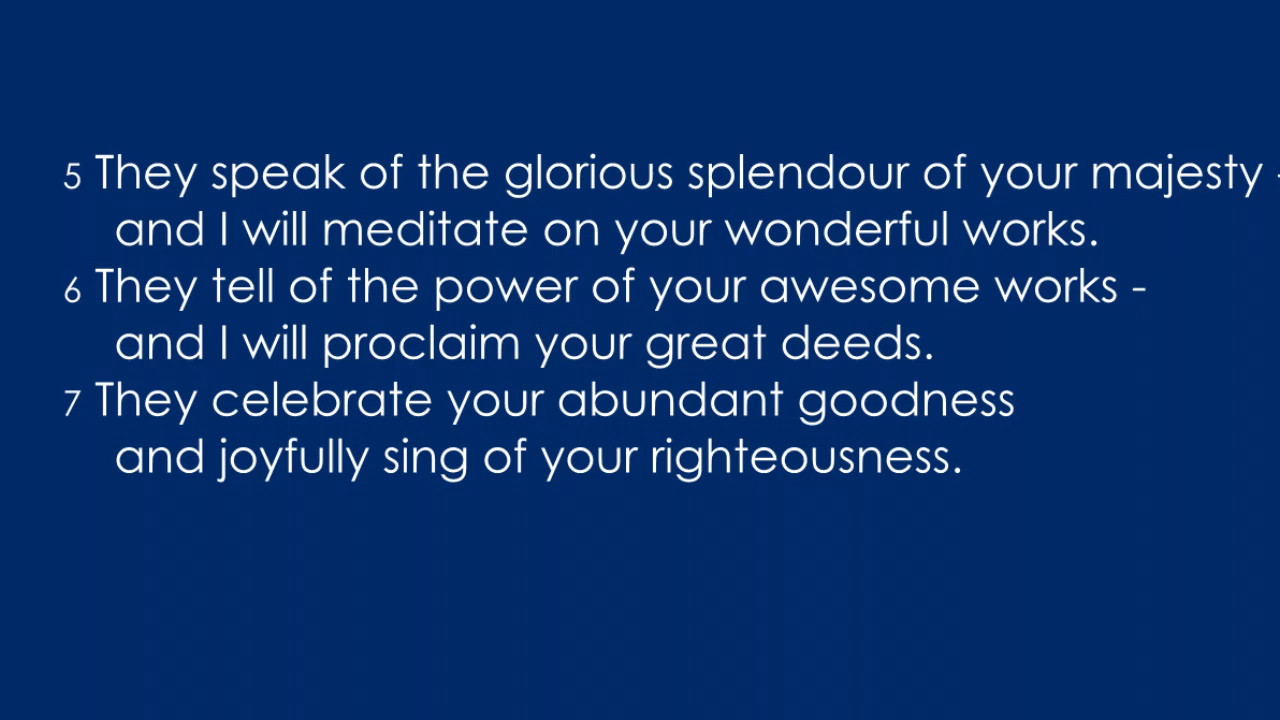 5 They speak of the glorious splendour of your majesty -
and I will meditate on your wonderful works.
6 They tell of the power of your awesome works -
and I will proclaim your great deeds.
7 They celebrate your abundant goodness
and joyfully sing of your righteousness.